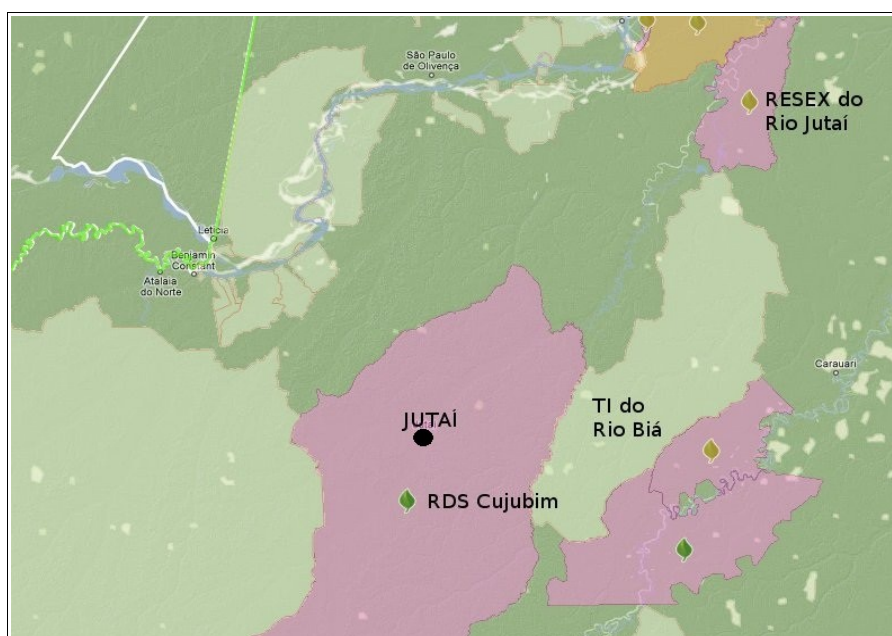 São Paulo
de Olivença
RESEX do
Rio Jutaí
Letícia
Benjamin
Constant
Atalaia
do Norte
Carauari
TI do
Rio Biá
JUTAÍ
RDS Cujubim